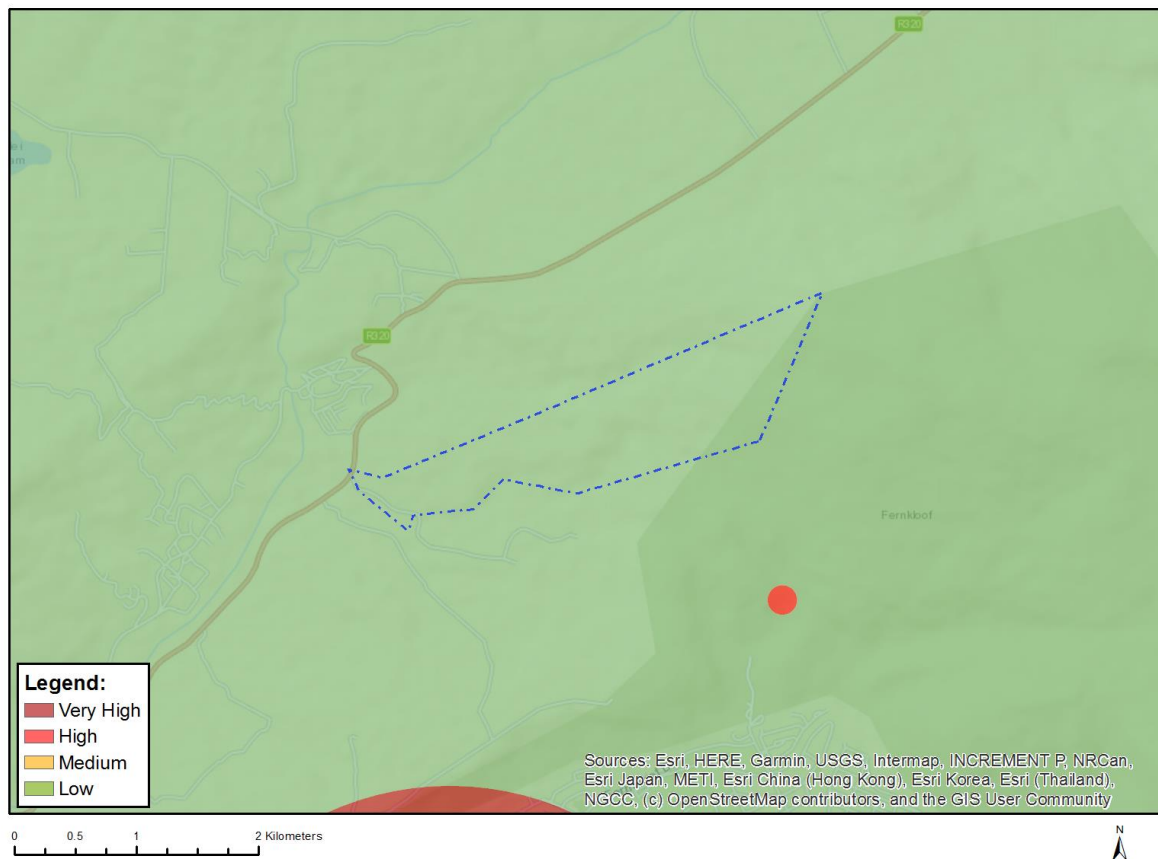 R320
R320
Fernkbof
Legend:
Very High
High
Medium
Low
Sources: Esri, HERE, Garmin, USGS, Intermap, INCREMENT P, NRCan,
Esri Japan, METI, Esri China (Hong Kong), Esri Korea, Esri (Thailand),
NGCC, (c) OpenStreetMap contributors, and the GIS User Community
0 0.5 1 2 Kilometers
N